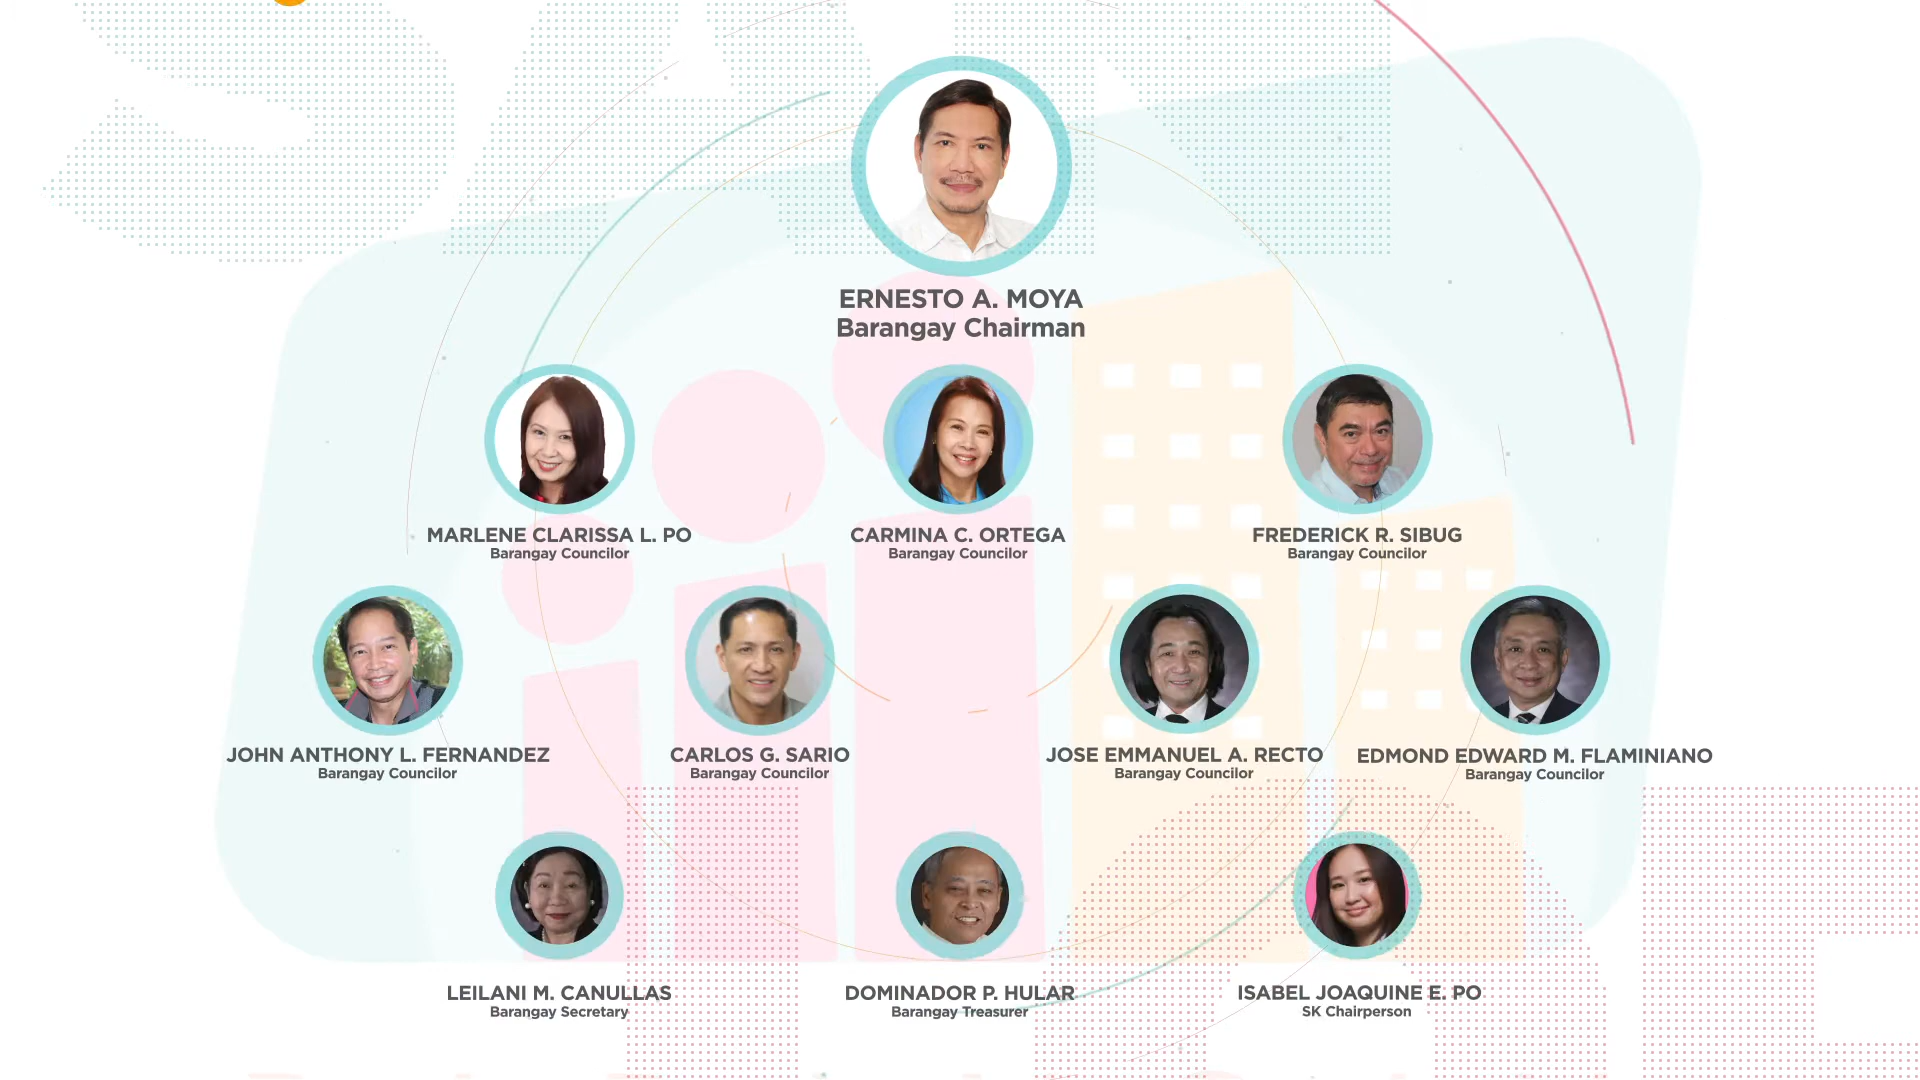 ERNESTO A. MOYA
Barangay Chairman
MARLENE CLARISSA L. PO
Barangay Councilor
CARMINA C. ORTEGA
Barangay Councilor
FREDERICK R. SIBUG
Barangay Councilor
JOHN ANTHONY L. FERNANDEZ
Barangay Councilor
CARLOS G. SARIO
Barangay Councilor
JOSE EMMANUEL A. RECTO
Barangay Councilor
EDMOND EDWARD M. FLAMINIANO
Barangay Councilor
LEILANI M. CANULLAS
Barangay Secretary
DOMINADOR P. HULAR
Barangay Treasurer
ISABEL JOAQUINE E. PO
SK Chairperson